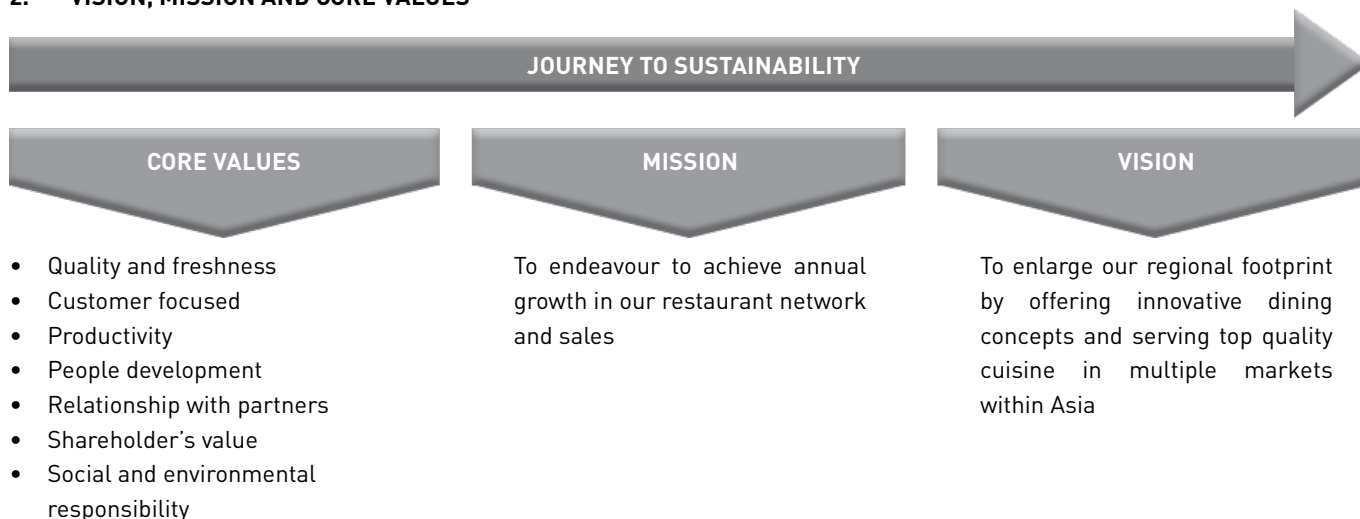 2. VISION, MISSION AND CORE VALUES
JOURNEY TO SUSTAINABILITY
CORE VALUES
• Quality and freshness
• Customer focused
• Productivity
• People development
• Relationship with partners
• Shareholder’s value
• Social and environmental
responsibility
MISSION
To endeavour to achieve annual
growth in our restaurant network
and sales
VISION
To enlarge our regional footprint
by offering innovative dining
concepts and serving top quality
cuisine in multiple markets
within Asia